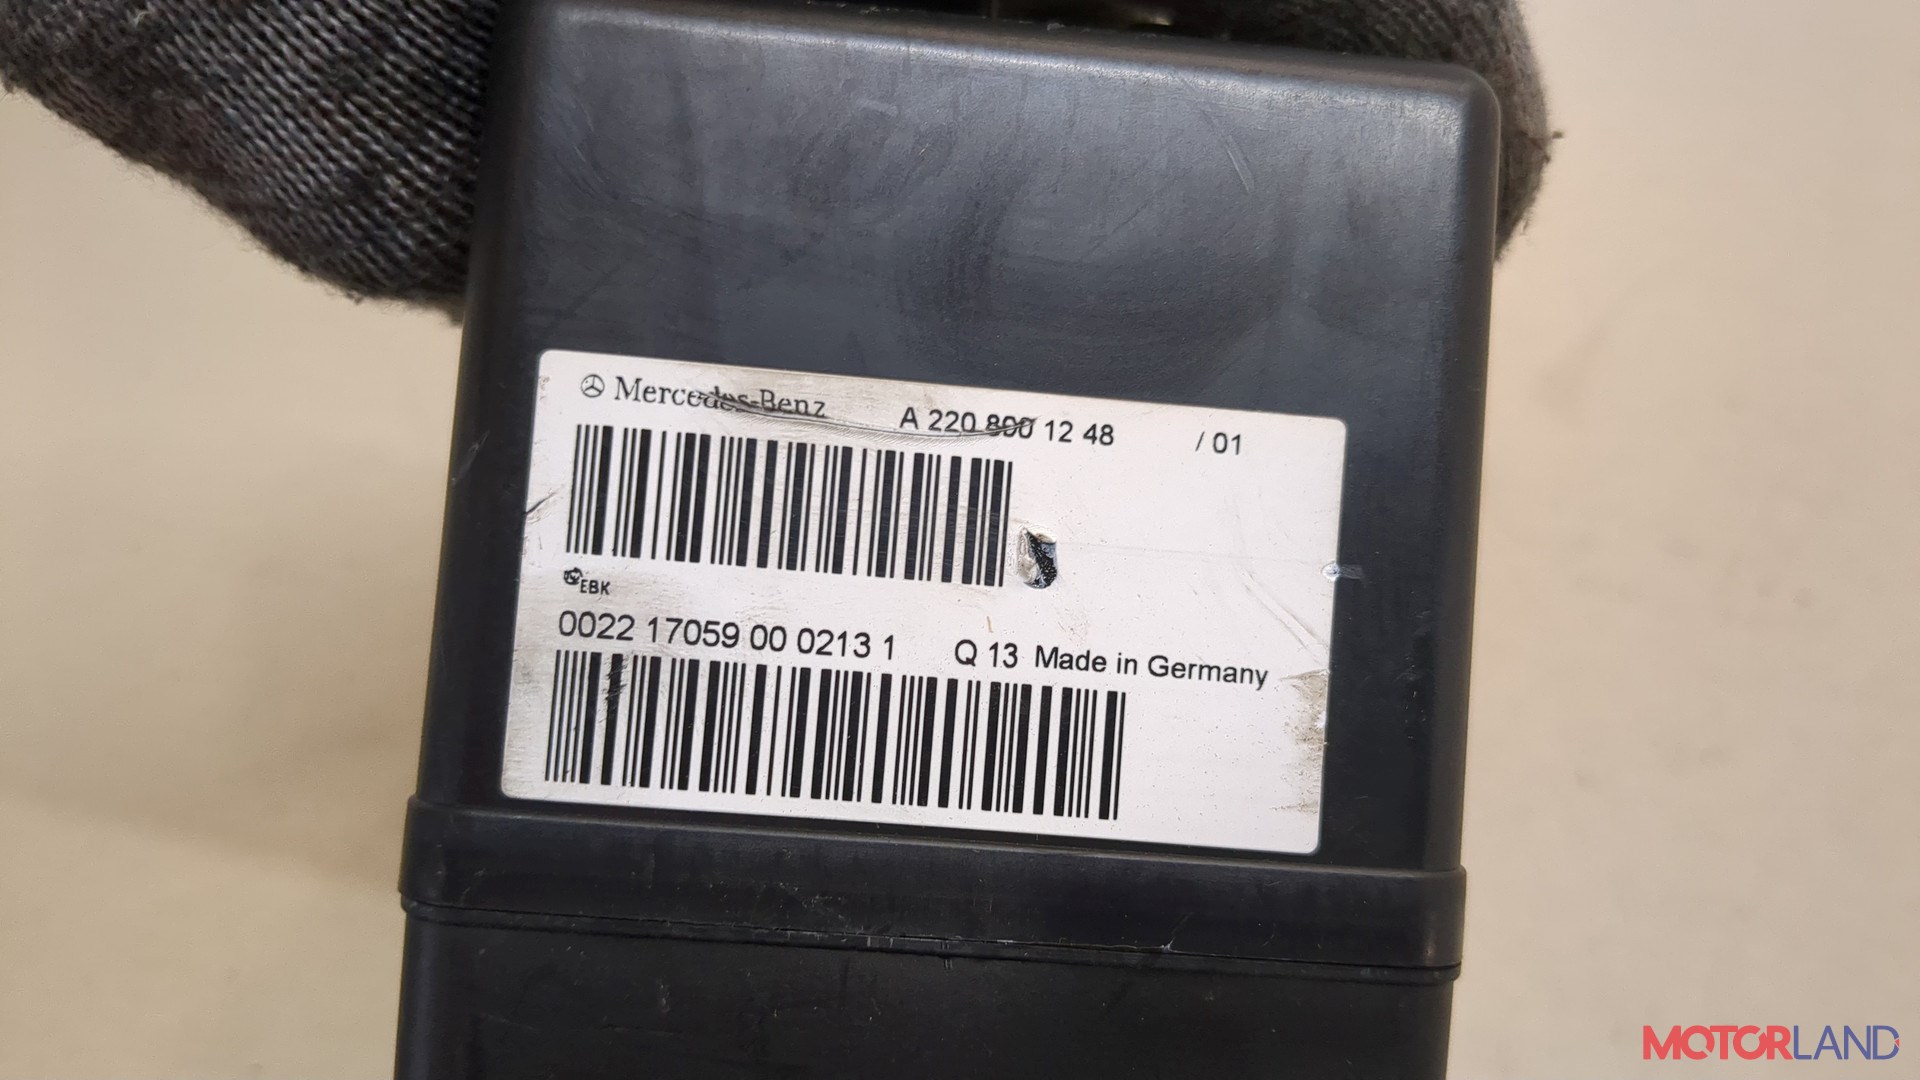 Mercedes-Benz A 220 800 12 48 / 01
EBK
0022 17059 00 0213 1 Q 13 Made in Germany
MOTORLAND